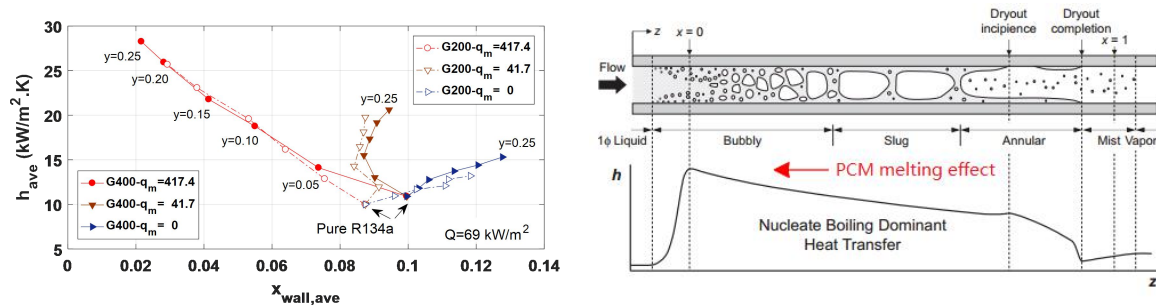 30
25
20
15
10
5
0
0
0.02
0.04
0.06
0.08
0.1
0.12
0.14
h_ave (kW/m².K)
x_wall,ave
y=0.25
y=0.20
y=0.15
y=0.10
y=0.05
y=0.25
y=0.25
G200-q_m=417.4
G200-q_m= 41.7
G200-q_m= 0
G400-q_m=417.4
G400-q_m= 41.7
G400-q_m= 0
Pure R134a
Q=69 kW/m²
z
x = 0
Dryout
incipience
Dryout
completion
x = 1
Flow
1ϕ Liquid
Bubbly
Slug
Annular
Mist
Vapor
h
PCM melting effect
Nucleate Boiling Dominant
Heat Transfer
z